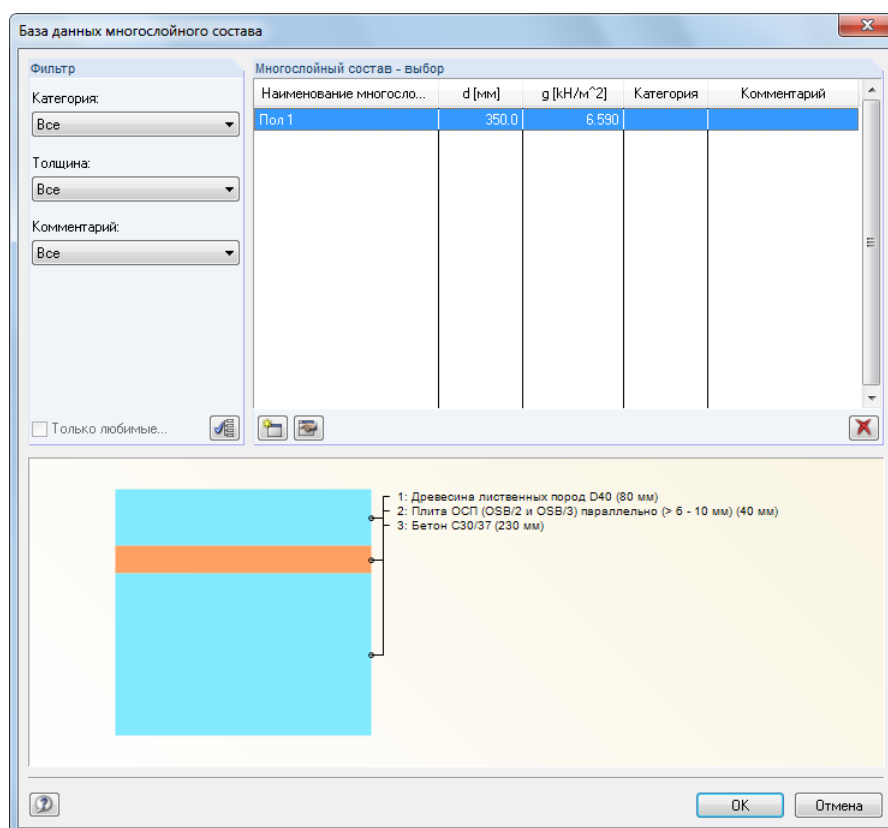 База данных многослойного состава
Фильтр
Категория:
Все
Толщина:
Все
Комментарий:
Все
Только любимые...
Многослойный состав - выбор
Наименование многосло... d [мм] g [kH/м^2] Категория Комментарий
Пол 1 350.0 6.590
1: Древесина лиственных пород D40 (80 мм)
2: Плита ОСП (OSB/2 и OSB/3) параллельно (> 6 - 10 мм) (40 мм)
3: Бетон C30/37 (230 мм)
OK Отмена